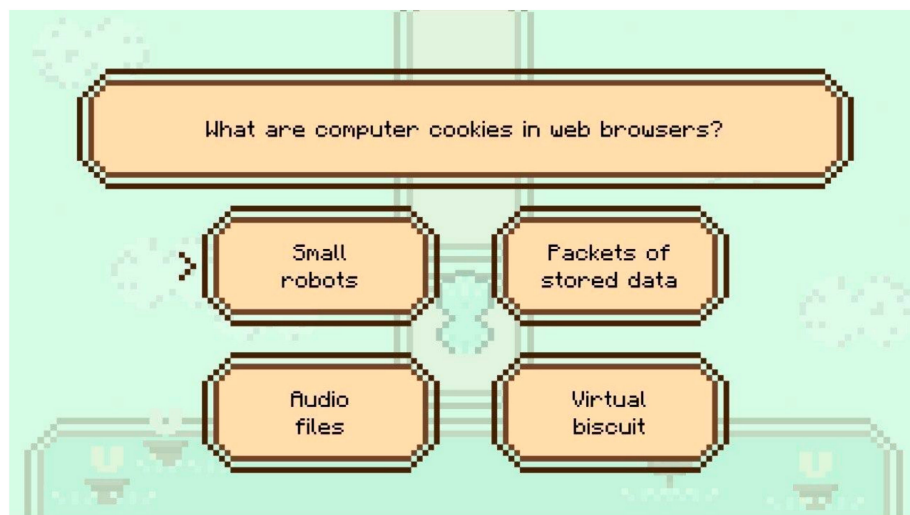 What are computer cookies in web browsers?
Small
robots
Packets of
stored data
Audio
files
Virtual
biscuit